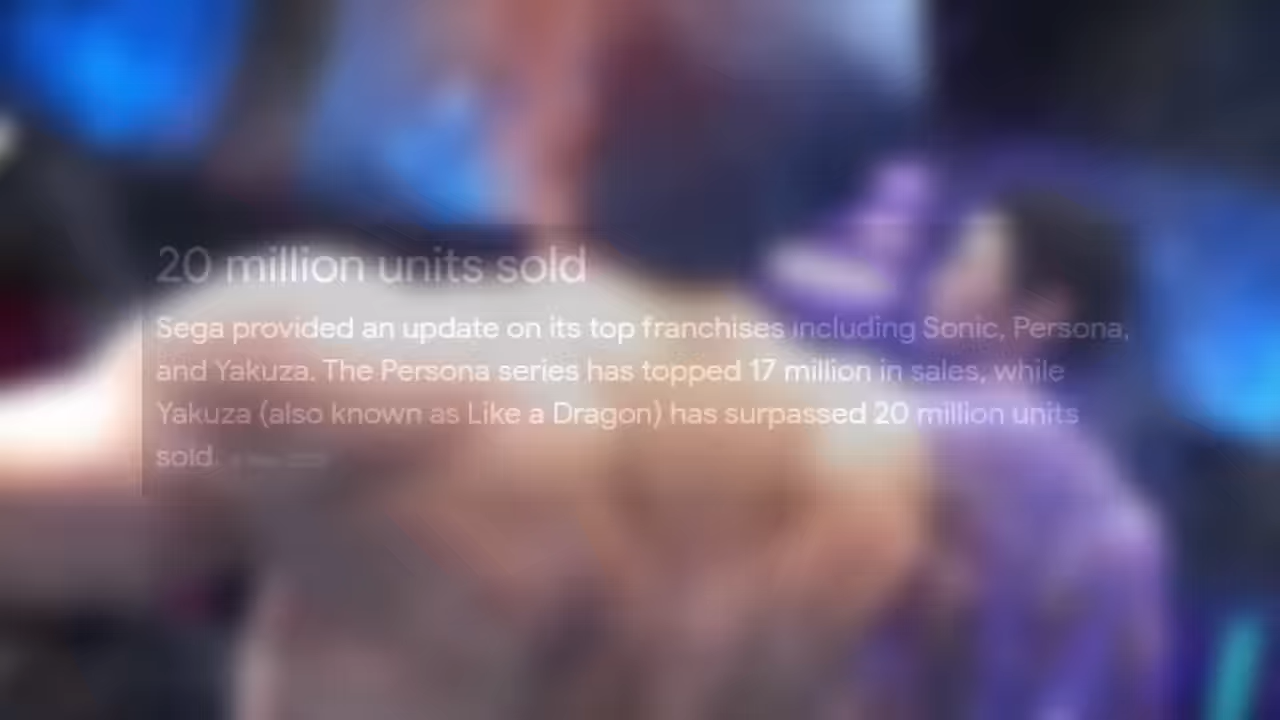 20 million units sold
Sega provided an update on its top franchises including Sonic, Persona,
and Yakuza. The Persona series has topped 17 million in sales, while
Yakuza (also known as Like a Dragon) has surpassed 20 million units
sold.